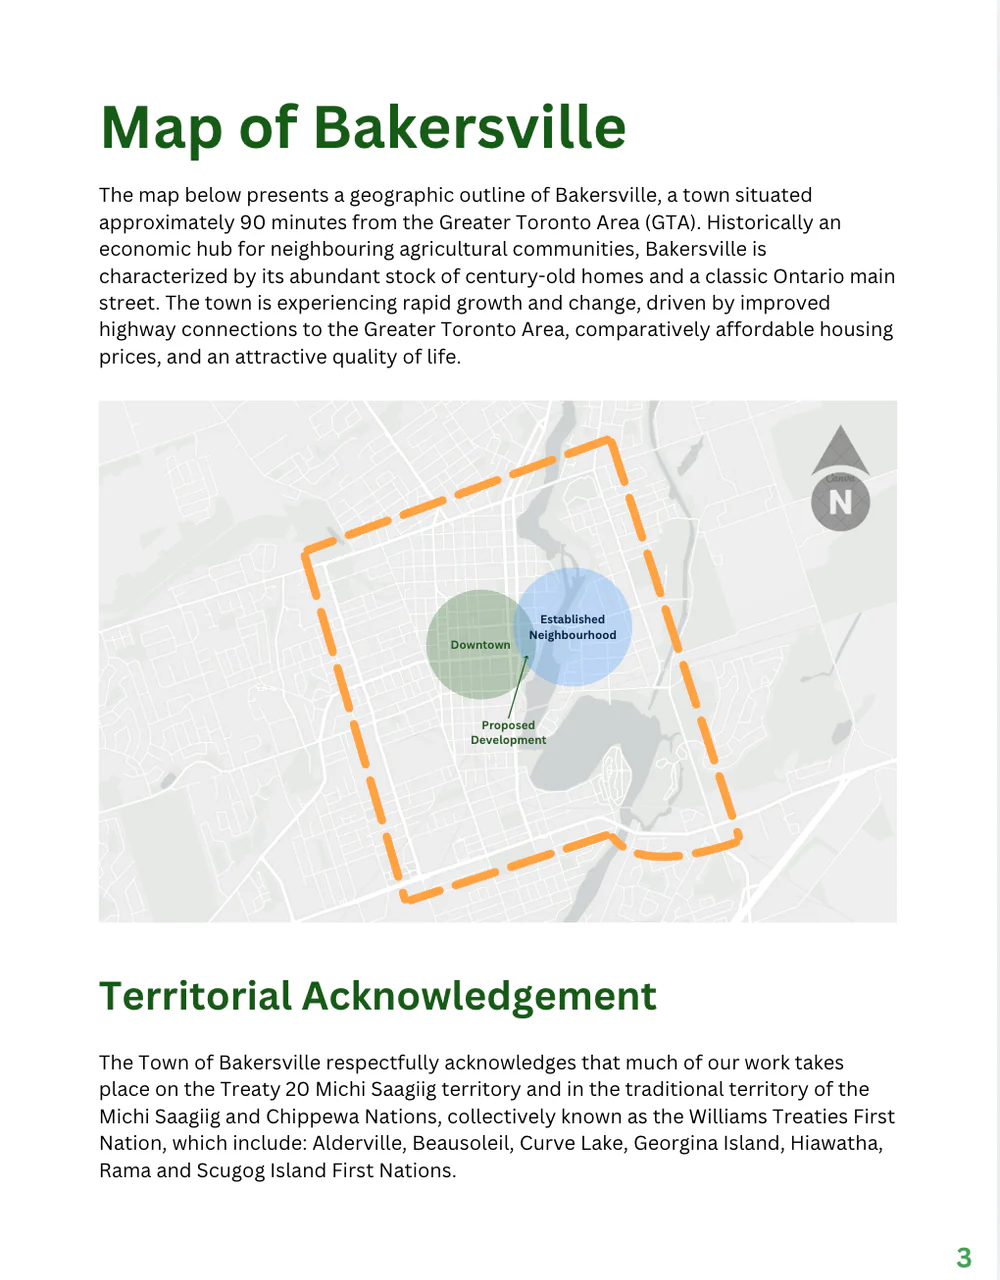 Map of Bakersville
The map below presents a geographic outline of Bakersville, a town situated
approximately 90 minutes from the Greater Toronto Area (GTA). Historically an
economic hub for neighbouring agricultural communities, Bakersville is
characterized by its abundant stock of century-old homes and a classic Ontario main
street. The town is experiencing rapid growth and change, driven by improved
highway connections to the Greater Toronto Area, comparatively affordable housing
prices, and an attractive quality of life.
Canva
N
Established
Neighbourhood
Downtown
Proposed
Development
Territorial Acknowledgement
The Town of Bakersville respectfully acknowledges that much of our work takes
place on the Treaty 20 Michi Saagiig territory and in the traditional territory of the
Michi Saagiig and Chippewa Nations, collectively known as the Williams Treaties First
Nation, which include: Alderville, Beausoleil, Curve Lake, Georgina Island, Hiawatha,
Rama and Scugog Island First Nations.
3